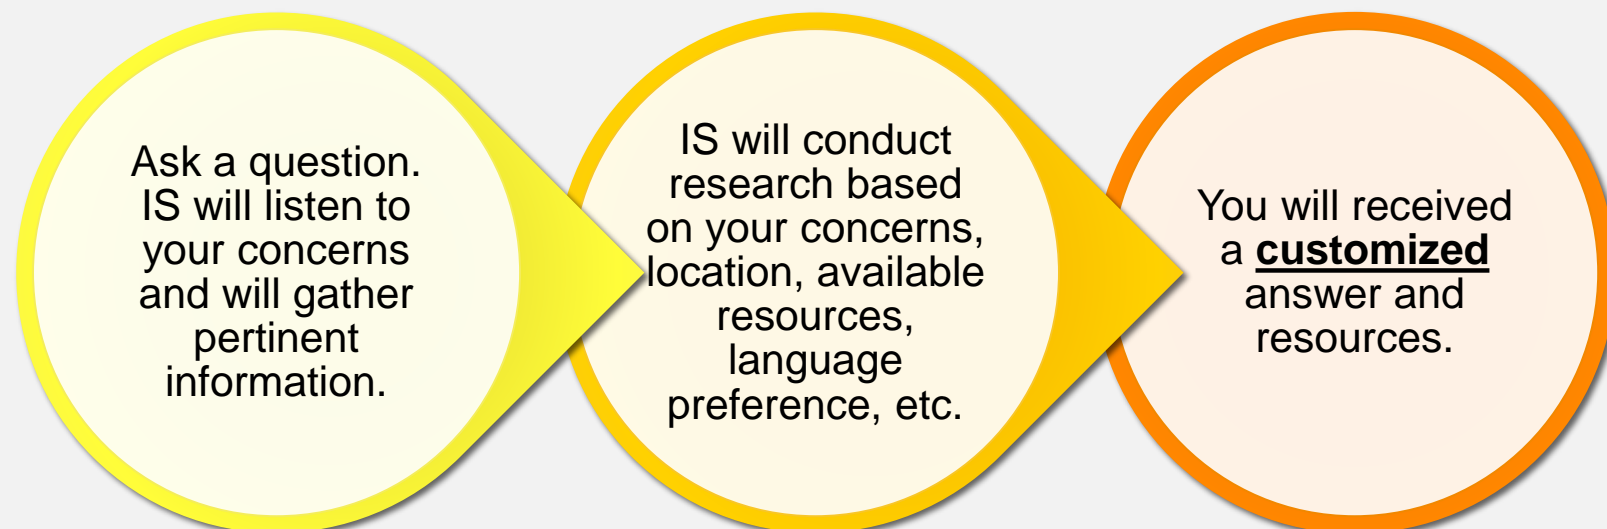 Ask a question.
IS will listen to
your concerns
and will gather
pertinent
information.
IS will conduct
research based
on your concerns,
location, available
resources,
language
preference, etc.
You will received
a customized
answer and
resources.